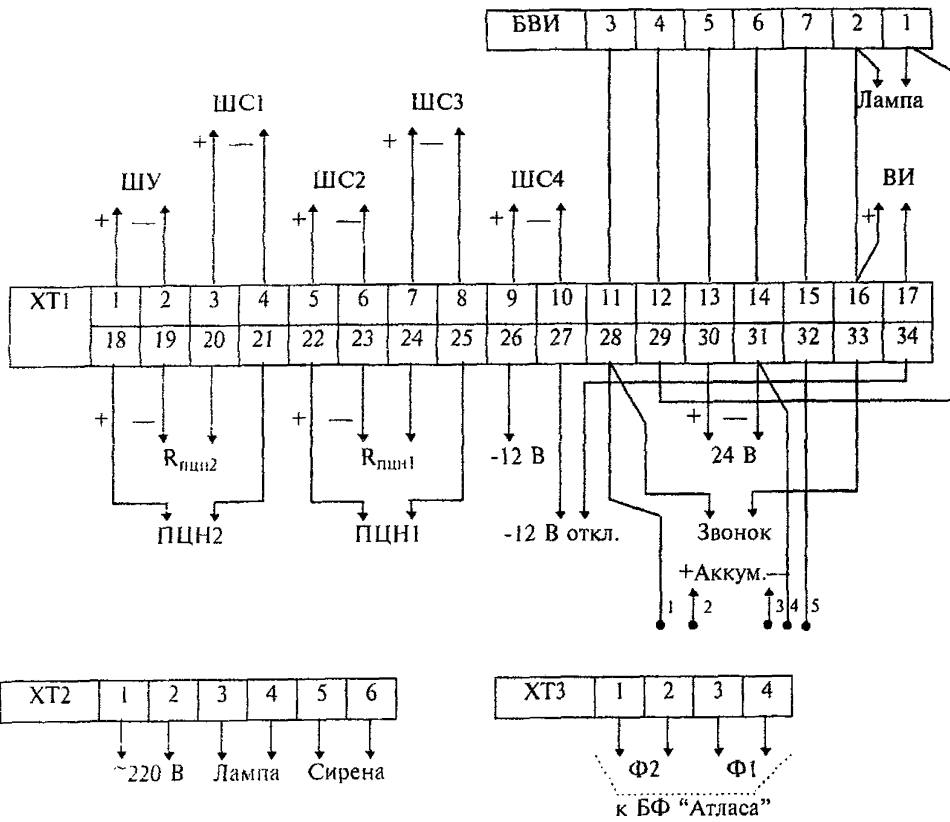 БВИ 3 4 5 6 7 2 1
Лампа
ШС1 ШС3
+ — + —
ШУ ШС2 ШС4 ВИ
+ — + — + — +
XT1 1 2 3 4 5 6 7 8 9 10 11 12 13 14 15 16 17
18 19 20 21 22 23 24 25 26 27 28 29 30 31 32 33 34
+ — + — + —
Rпцн2 Rпцн1 -12 В 24 В
ПЦН2 ПЦН1 -12 В откл. Звонок
+Аккум.—
1 2 3 4 5
XT2 1 2 3 4 5 6
~220 В Лампа Сирена
XT3 1 2 3 4
Ф2 Ф1
к БФ “Атласа”